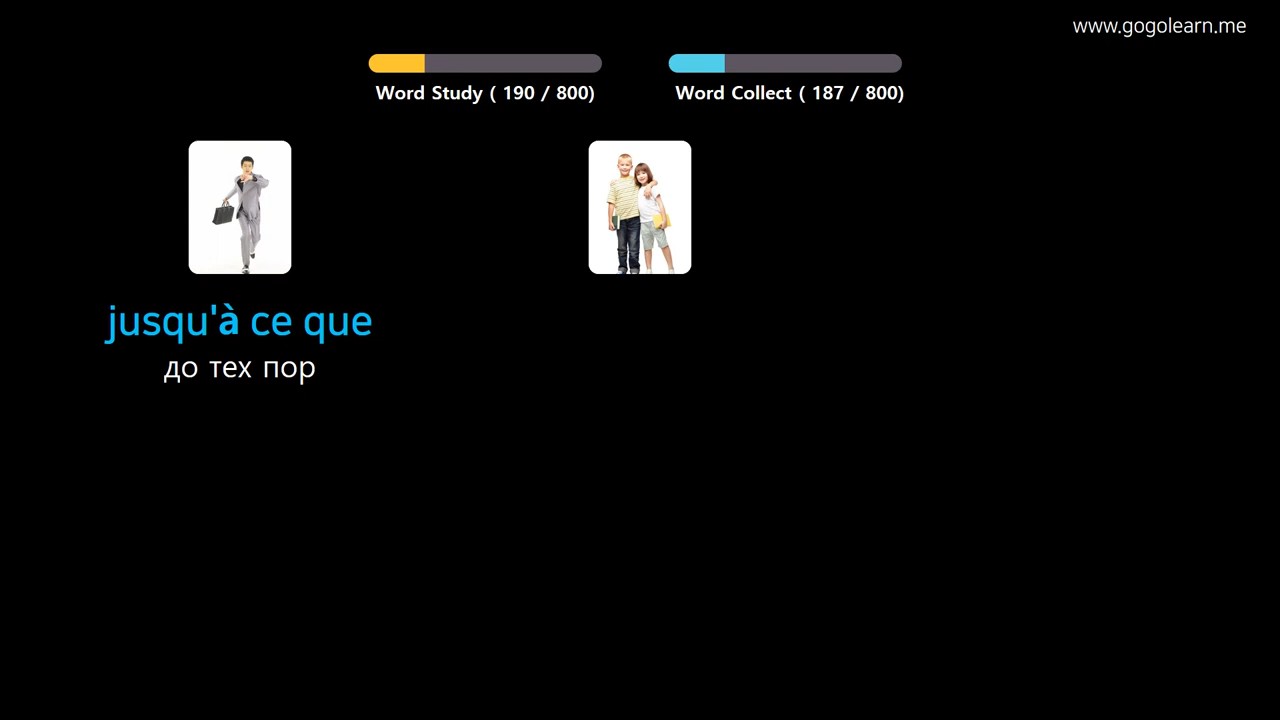 www.gogolearn.me
Word Study ( 190 / 800)
Word Collect ( 187 / 800)
jusqu'à ce que
до тех пор